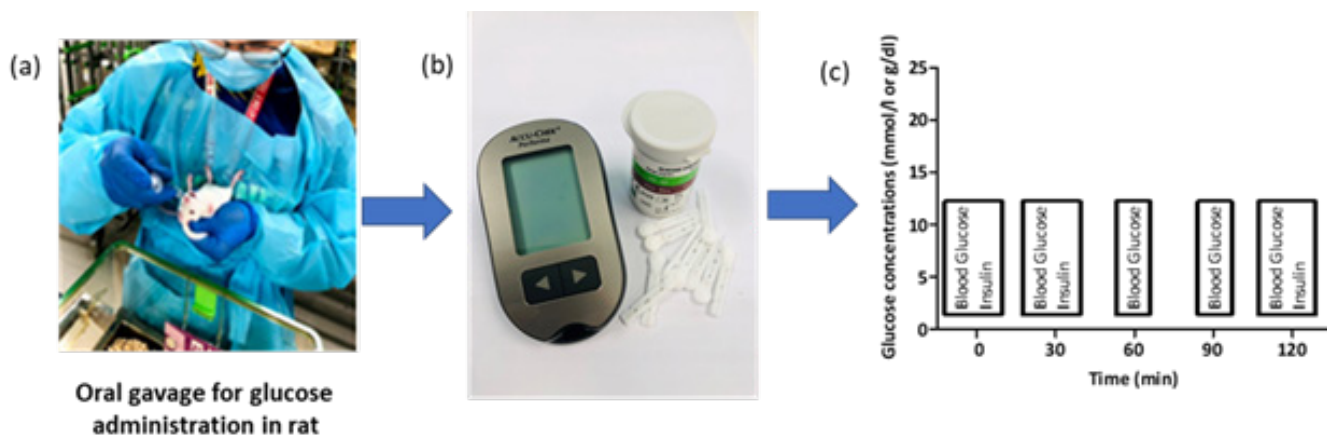 (a)
Oral gavage for glucose
administration in rat
(b)
ACCU-CHEK
Performa
(c)
Glucose concentrations (mmol/l or g/dl)
25
20
15
10
5
0
Blood Glucose
Insulin
Blood Glucose
Insulin
Blood Glucose
Blood Glucose
Blood Glucose
Insulin
0
30
60
90
120
Time (min)